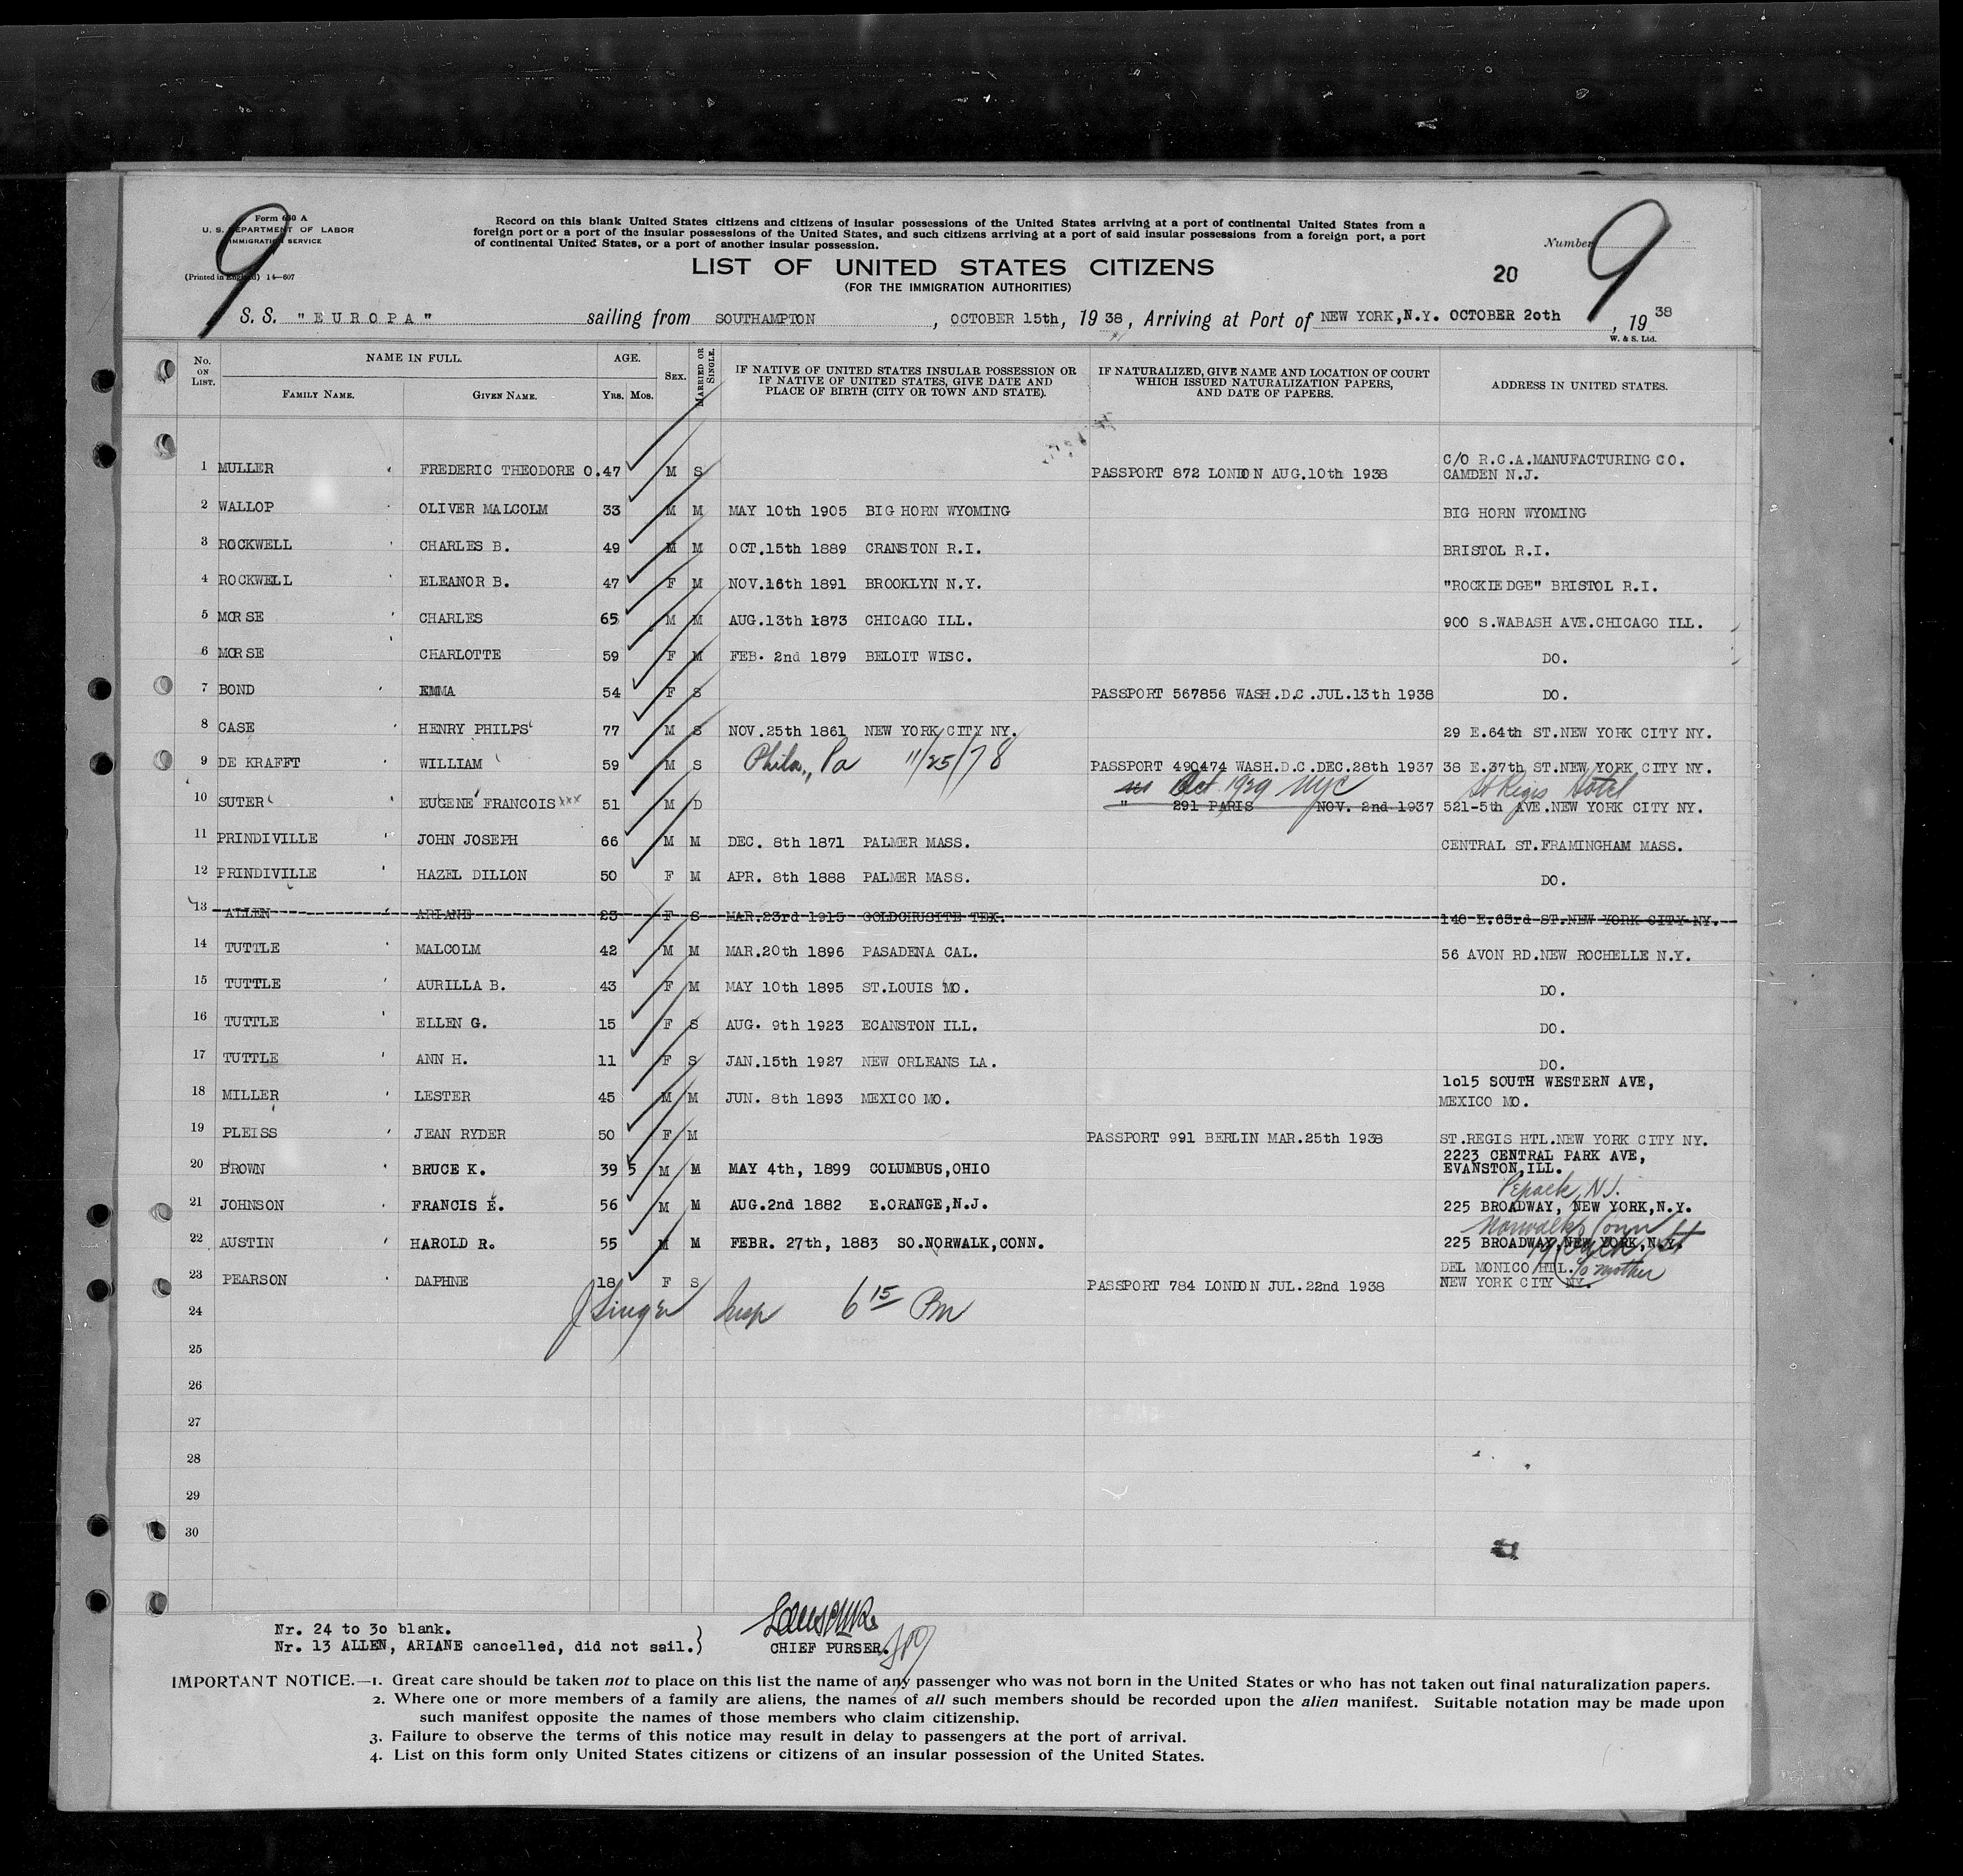 9
Form 630 A
U. S. DEPARTMENT OF LABOR
IMMIGRATION SERVICE
(Printed in England) 14—607
Record on this blank United States citizens and citizens of insular possessions of the United States arriving at a port of continental United States from a
foreign port or a port of the insular possessions of the United States, and such citizens arriving at a port of said insular possessions from a foreign port, a port
of continental United States, or a port of another insular possession.
LIST OF UNITED STATES CITIZENS
(FOR THE IMMIGRATION AUTHORITIES)
20
Number 9
S. S. "EUROPA" sailing from SOUTHAMPTON, OCTOBER 15th, 1938, Arriving at Port of NEW YORK,N.Y. OCTOBER 20th, 1938
W. & S. Ltd.
No. ON LIST. NAME IN FULL. FAMILY NAME. GIVEN NAME. AGE. YRS. MOS. SEX. MARRIED OR SINGLE. IF NATIVE OF UNITED STATES INSULAR POSSESSION OR IF NATIVE OF UNITED STATES, GIVE DATE AND PLACE OF BIRTH (CITY OR TOWN AND STATE). IF NATURALIZED, GIVE NAME AND LOCATION OF COURT WHICH ISSUED NATURALIZATION PAPERS, AND DATE OF PAPERS. ADDRESS IN UNITED STATES.
1 MULLER FREDERIC THEODORE O. 47 M S PASSPORT 872 LONDON AUG.10th 1938 C/O R.C.A.MANUFACTURING CO. CAMDEN N.J.
2 WALLOP OLIVER MALCOLM 33 M M MAY 10th 1905 BIG HORN WYOMING BIG HORN WYOMING
3 ROCKWELL CHARLES B. 49 M M OCT.15th 1889 CRANSTON R.I. BRISTOL R.I.
4 ROCKWELL ELEANOR B. 47 F M NOV.16th 1891 BROOKLYN N.Y. "ROCKIEDGE" BRISTOL R.I.
5 MORSE CHARLES 65 M M AUG.13th 1873 CHICAGO ILL. 900 S.WABASH AVE.CHICAGO ILL.
6 MORSE CHARLOTTE 59 F M FEB. 2nd 1879 BELOIT WISC. DO.
7 BOND EMMA 54 F S PASSPORT 567856 WASH.D.C.JUL.13th 1938 DO.
8 CASE HENRY PHILPS 77 M S NOV.25th 1861 NEW YORK CITY NY. 29 E.64th ST.NEW YORK CITY NY.
9 DE KRAFFT WILLIAM 59 M S Phila., Pa 11/25/78 PASSPORT 490474 WASH.D.C.DEC.28th 1937 38 E.37th ST.NEW YORK CITY NY.
Oct 1929 NYC St Regis Hotel
10 SUTER EUGENE FRANCOIS xxx 51 M D " 291 PARIS NOV. 2nd 1937 521-5th AVE.NEW YORK CITY NY.
11 PRINDIVILLE JOHN JOSEPH 66 M M DEC. 8th 1871 PALMER MASS. CENTRAL ST.FRAMINGHAM MASS.
12 PRINDIVILLE HAZEL DILLON 50 F M APR. 8th 1888 PALMER MASS. DO.
13 ALLEN ARIANE 23 F S MAR.23rd 1915 GOLDCHUSITE TEX. 140 E.63rd ST.NEW YORK CITY NY.
14 TUTTLE MALCOLM 42 M M MAR.20th 1896 PASADENA CAL. 56 AVON RD.NEW ROCHELLE N.Y.
15 TUTTLE AURILLA B. 43 F M MAY 10th 1895 ST.LOUIS MO. DO.
16 TUTTLE ELLEN G. 15 F S AUG. 9th 1923 ECANSTON ILL. DO.
17 TUTTLE ANN H. 11 F S JAN.15th 1927 NEW ORLEANS LA. DO.
18 MILLER LESTER 45 M M JUN. 8th 1893 MEXICO MO. 1015 SOUTH WESTERN AVE, MEXICO MO.
19 PLEISS JEAN RYDER 50 F M PASSPORT 991 BERLIN MAR.25th 1938 ST.REGIS HTL.NEW YORK CITY NY.
20 BROWN BRUCE K. 39 5 M M MAY 4th, 1899 COLUMBUS,OHIO 2223 CENTRAL PARK AVE, EVANSTON,ILL.
Pepack, NJ.
21 JOHNSON FRANCIS E. 56 M M AUG.2nd 1882 E.ORANGE,N.J. 225 BROADWAY, NEW YORK,N.Y.
Norwalk, Conn
22 AUSTIN HAROLD R. 55 M M FEBR. 27th, 1883 SO.NORWALK,CONN. 225 BROADWAY,NEW YORK,N.Y. St
23 PEARSON DAPHNE 18 F S PASSPORT 784 LONDON JUL.22nd 1938 DEL MONICO HTL. c/o mother NEW YORK CITY NY.
24 J Singer Insp 6 15 Pm
25
26
27
28
29
30
Nr. 24 to 30 blank.
Nr. 13 ALLEN, ARIANE cancelled, did not sail.)
CHIEF PURSER.
IMPORTANT NOTICE.—1. Great care should be taken not to place on this list the name of any passenger who was not born in the United States or who has not taken out final naturalization papers.
2. Where one or more members of a family are aliens, the names of all such members should be recorded upon the alien manifest. Suitable notation may be made upon
such manifest opposite the names of those members who claim citizenship.
3. Failure to observe the terms of this notice may result in delay to passengers at the port of arrival.
4. List on this form only United States citizens or citizens of an insular possession of the United States.